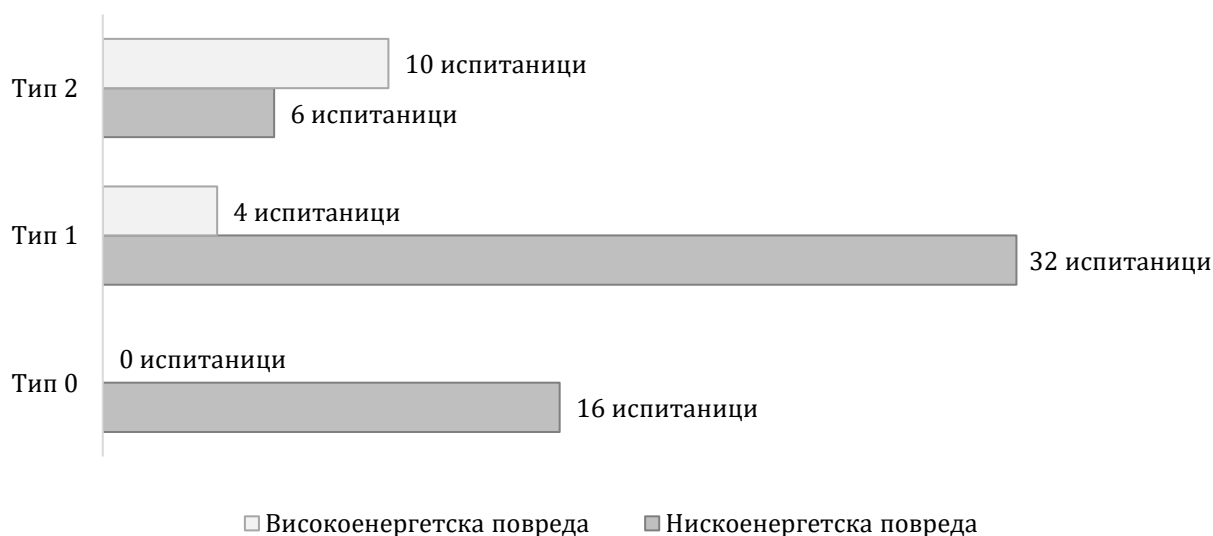 10 испитаници
Тип 2
6 испитаници
4 испитаници
Тип 1
32 испитаници
0 испитаници
Тип 0
16 испитаници
Високоенергетска повреда Нискоенергетска повреда